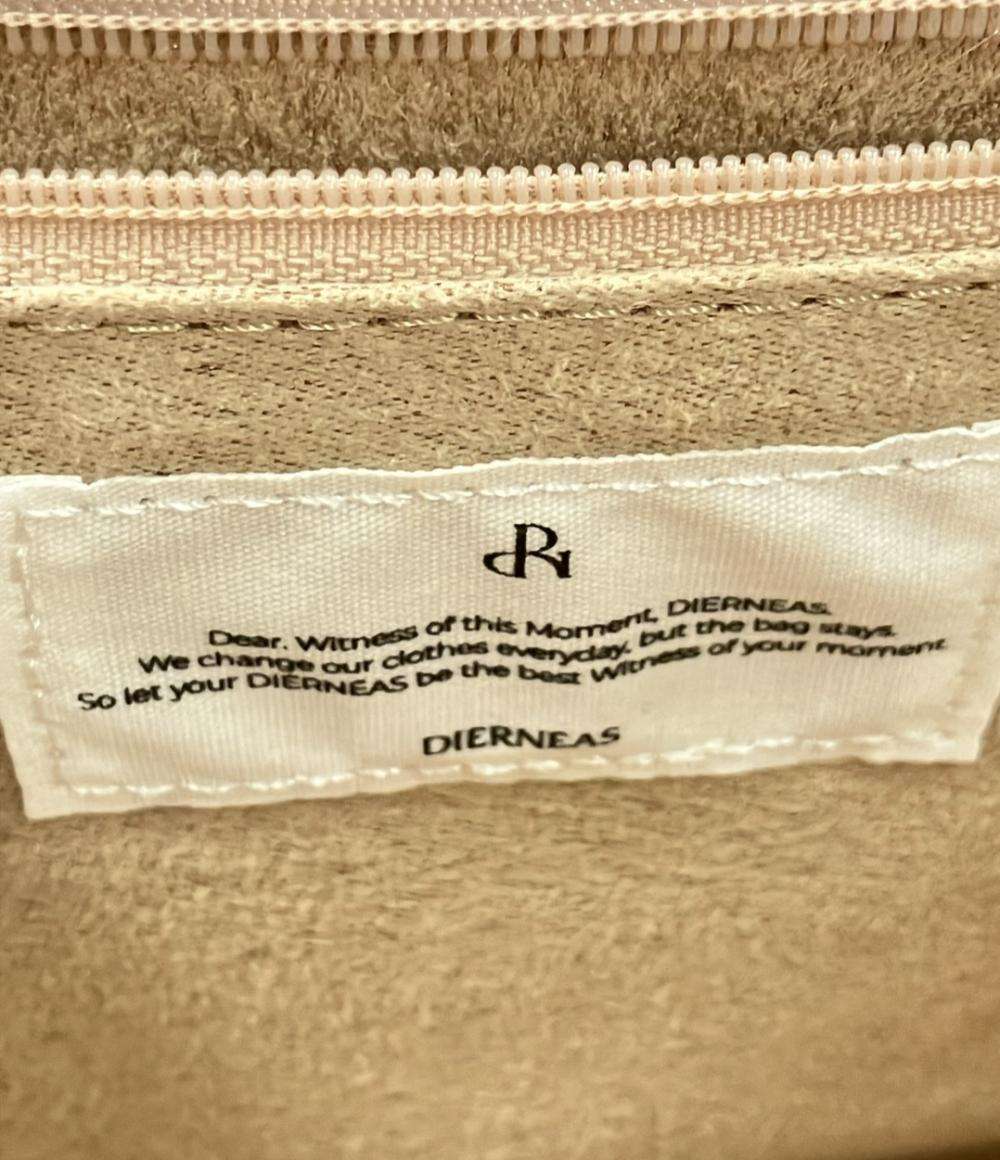 Dear. Witness of this Moment, DIERNEAS.
We change our clothes everyday, but the bag stays.
So let your DIERNEAS be the best Witness of your moment
DIERNEAS